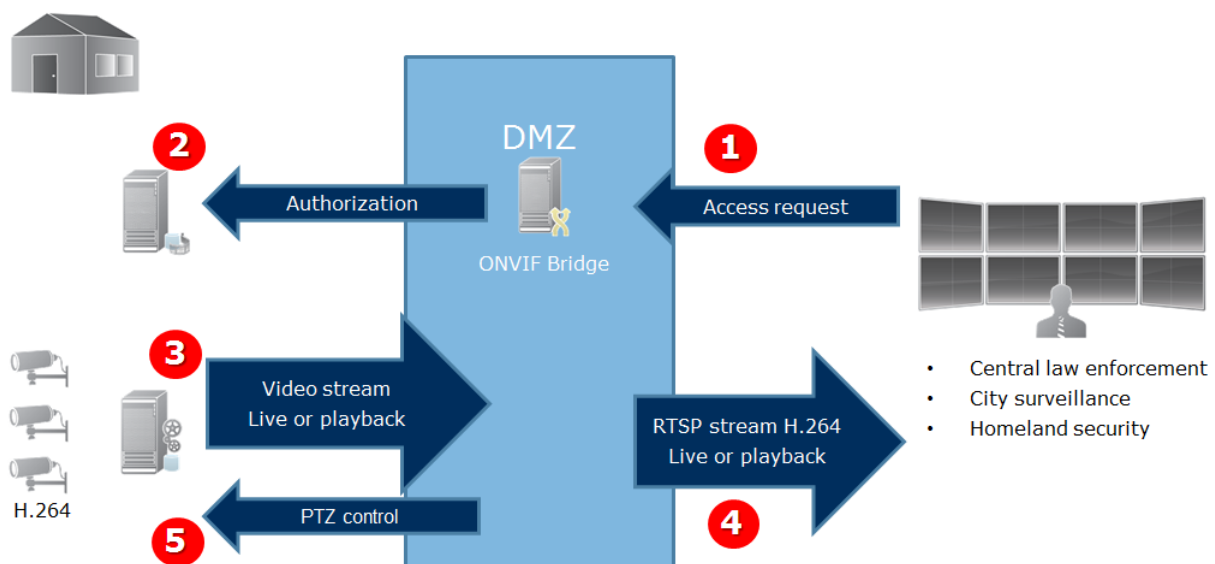 DMZ
2
1
Authorization
Access request
ONVIF Bridge
3
Video stream
Live or playback
• Central law enforcement
• City surveillance
• Homeland security
RTSP stream H.264
Live or playback
H.264
PTZ control
4
5